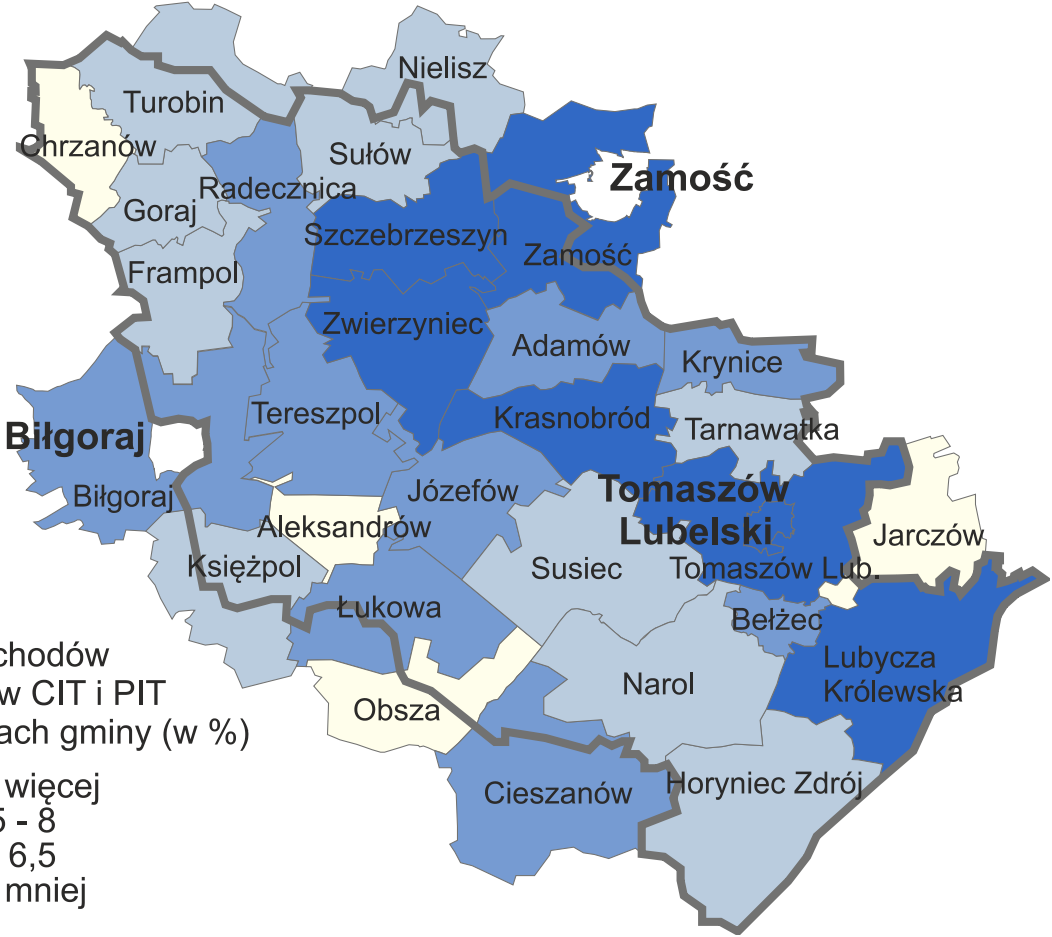 Nielisz
Turobin
Chrzanów
Sułów
Zamość
Radecznica
Goraj
Szczebrzeszyn
Zamość
Frampol
Zwierzyniec
Adamów
Krynice
Tereszpol
Krasnobród
Tarnawatka
Biłgoraj
Biłgoraj
Józefów
Tomaszów
Lubelski
Aleksandrów
Jarczów
Księżpol
Susiec
Tomaszów Lub.
Łukowa
Bełżec
Lubycza
Królewska
Narol
Obsza
Cieszanów
Horyniec Zdrój
chodów
w CIT i PIT
ach gminy (w %)
więcej
5 - 8
6,5
mniej